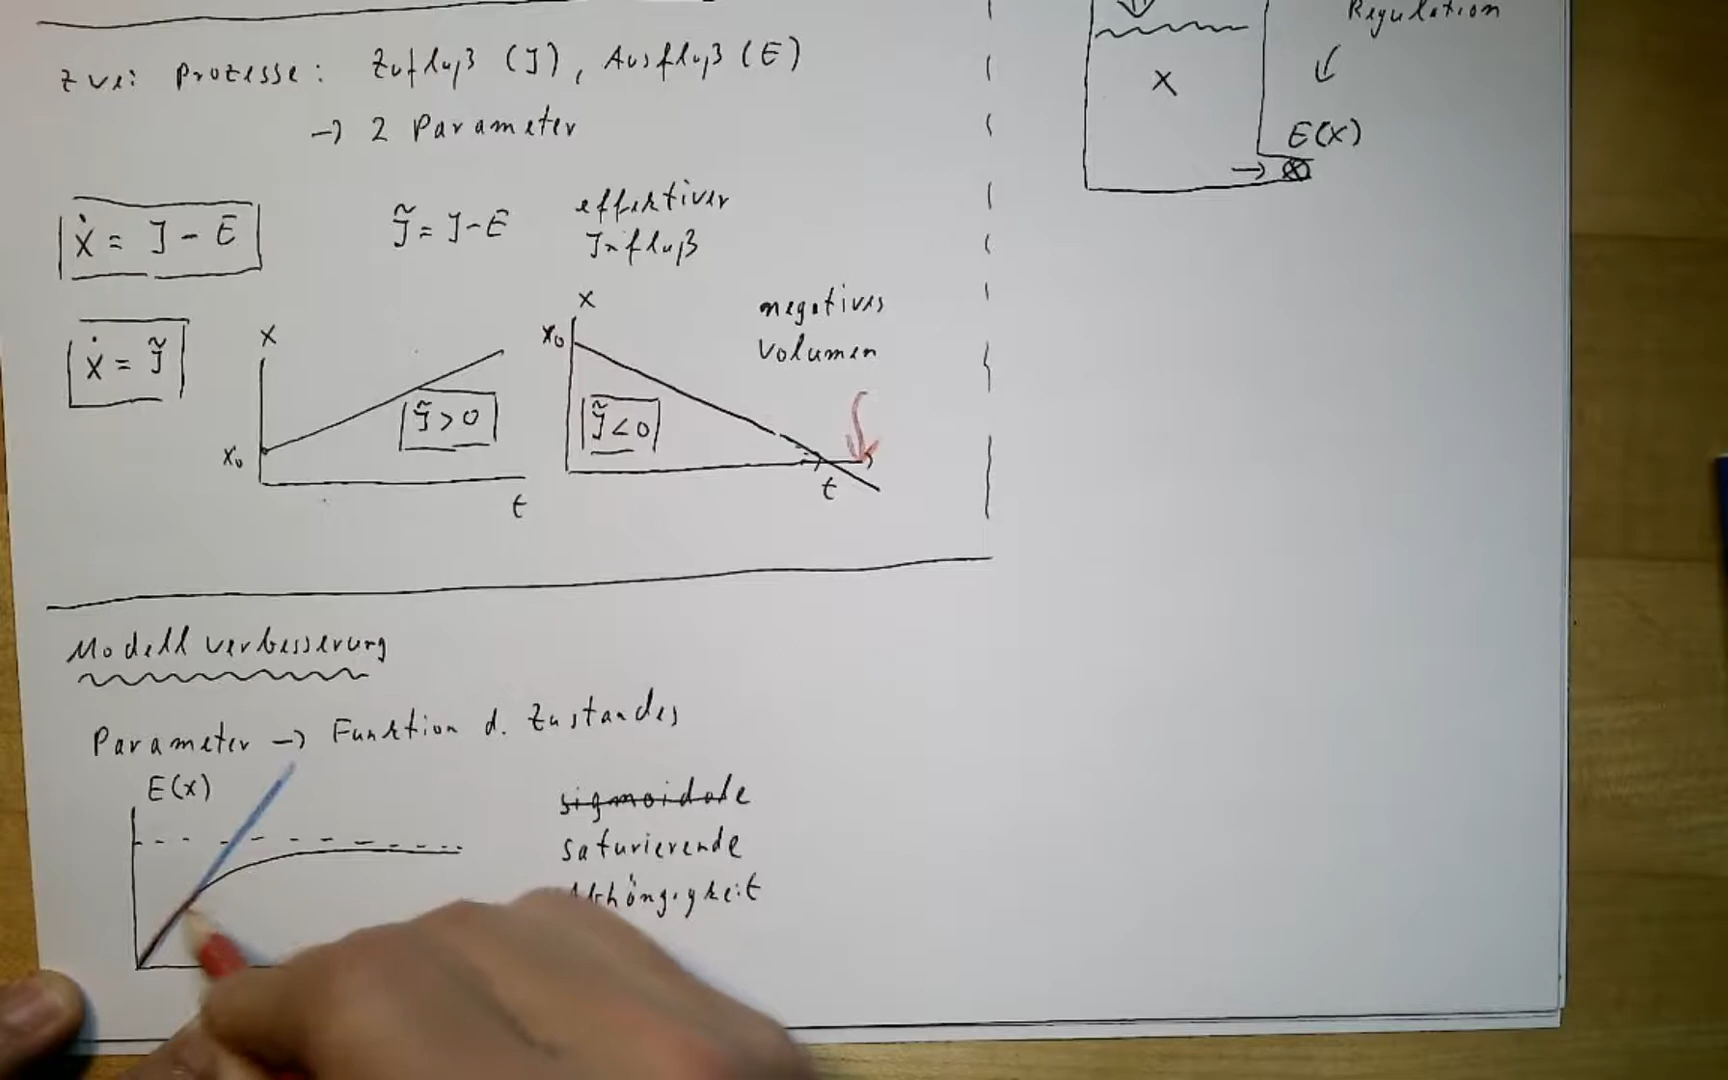 Zwei Prozesse: Zufluß (J), Ausfluß (E)
→ 2 Parameter
Ẋ = J - E
J̃ = J - E
effektiver
Influß
Ẋ = J̃
X
x₀
J̃ > 0
t
X
x₀
J̃ < 0
t
negatives
Volumen
Regulation
X
E(X)
→
Modellverbesserung
Parameter → Funktion d. Zustandes
E(X)
sigmoidale
saturierende
Abhängigkeit